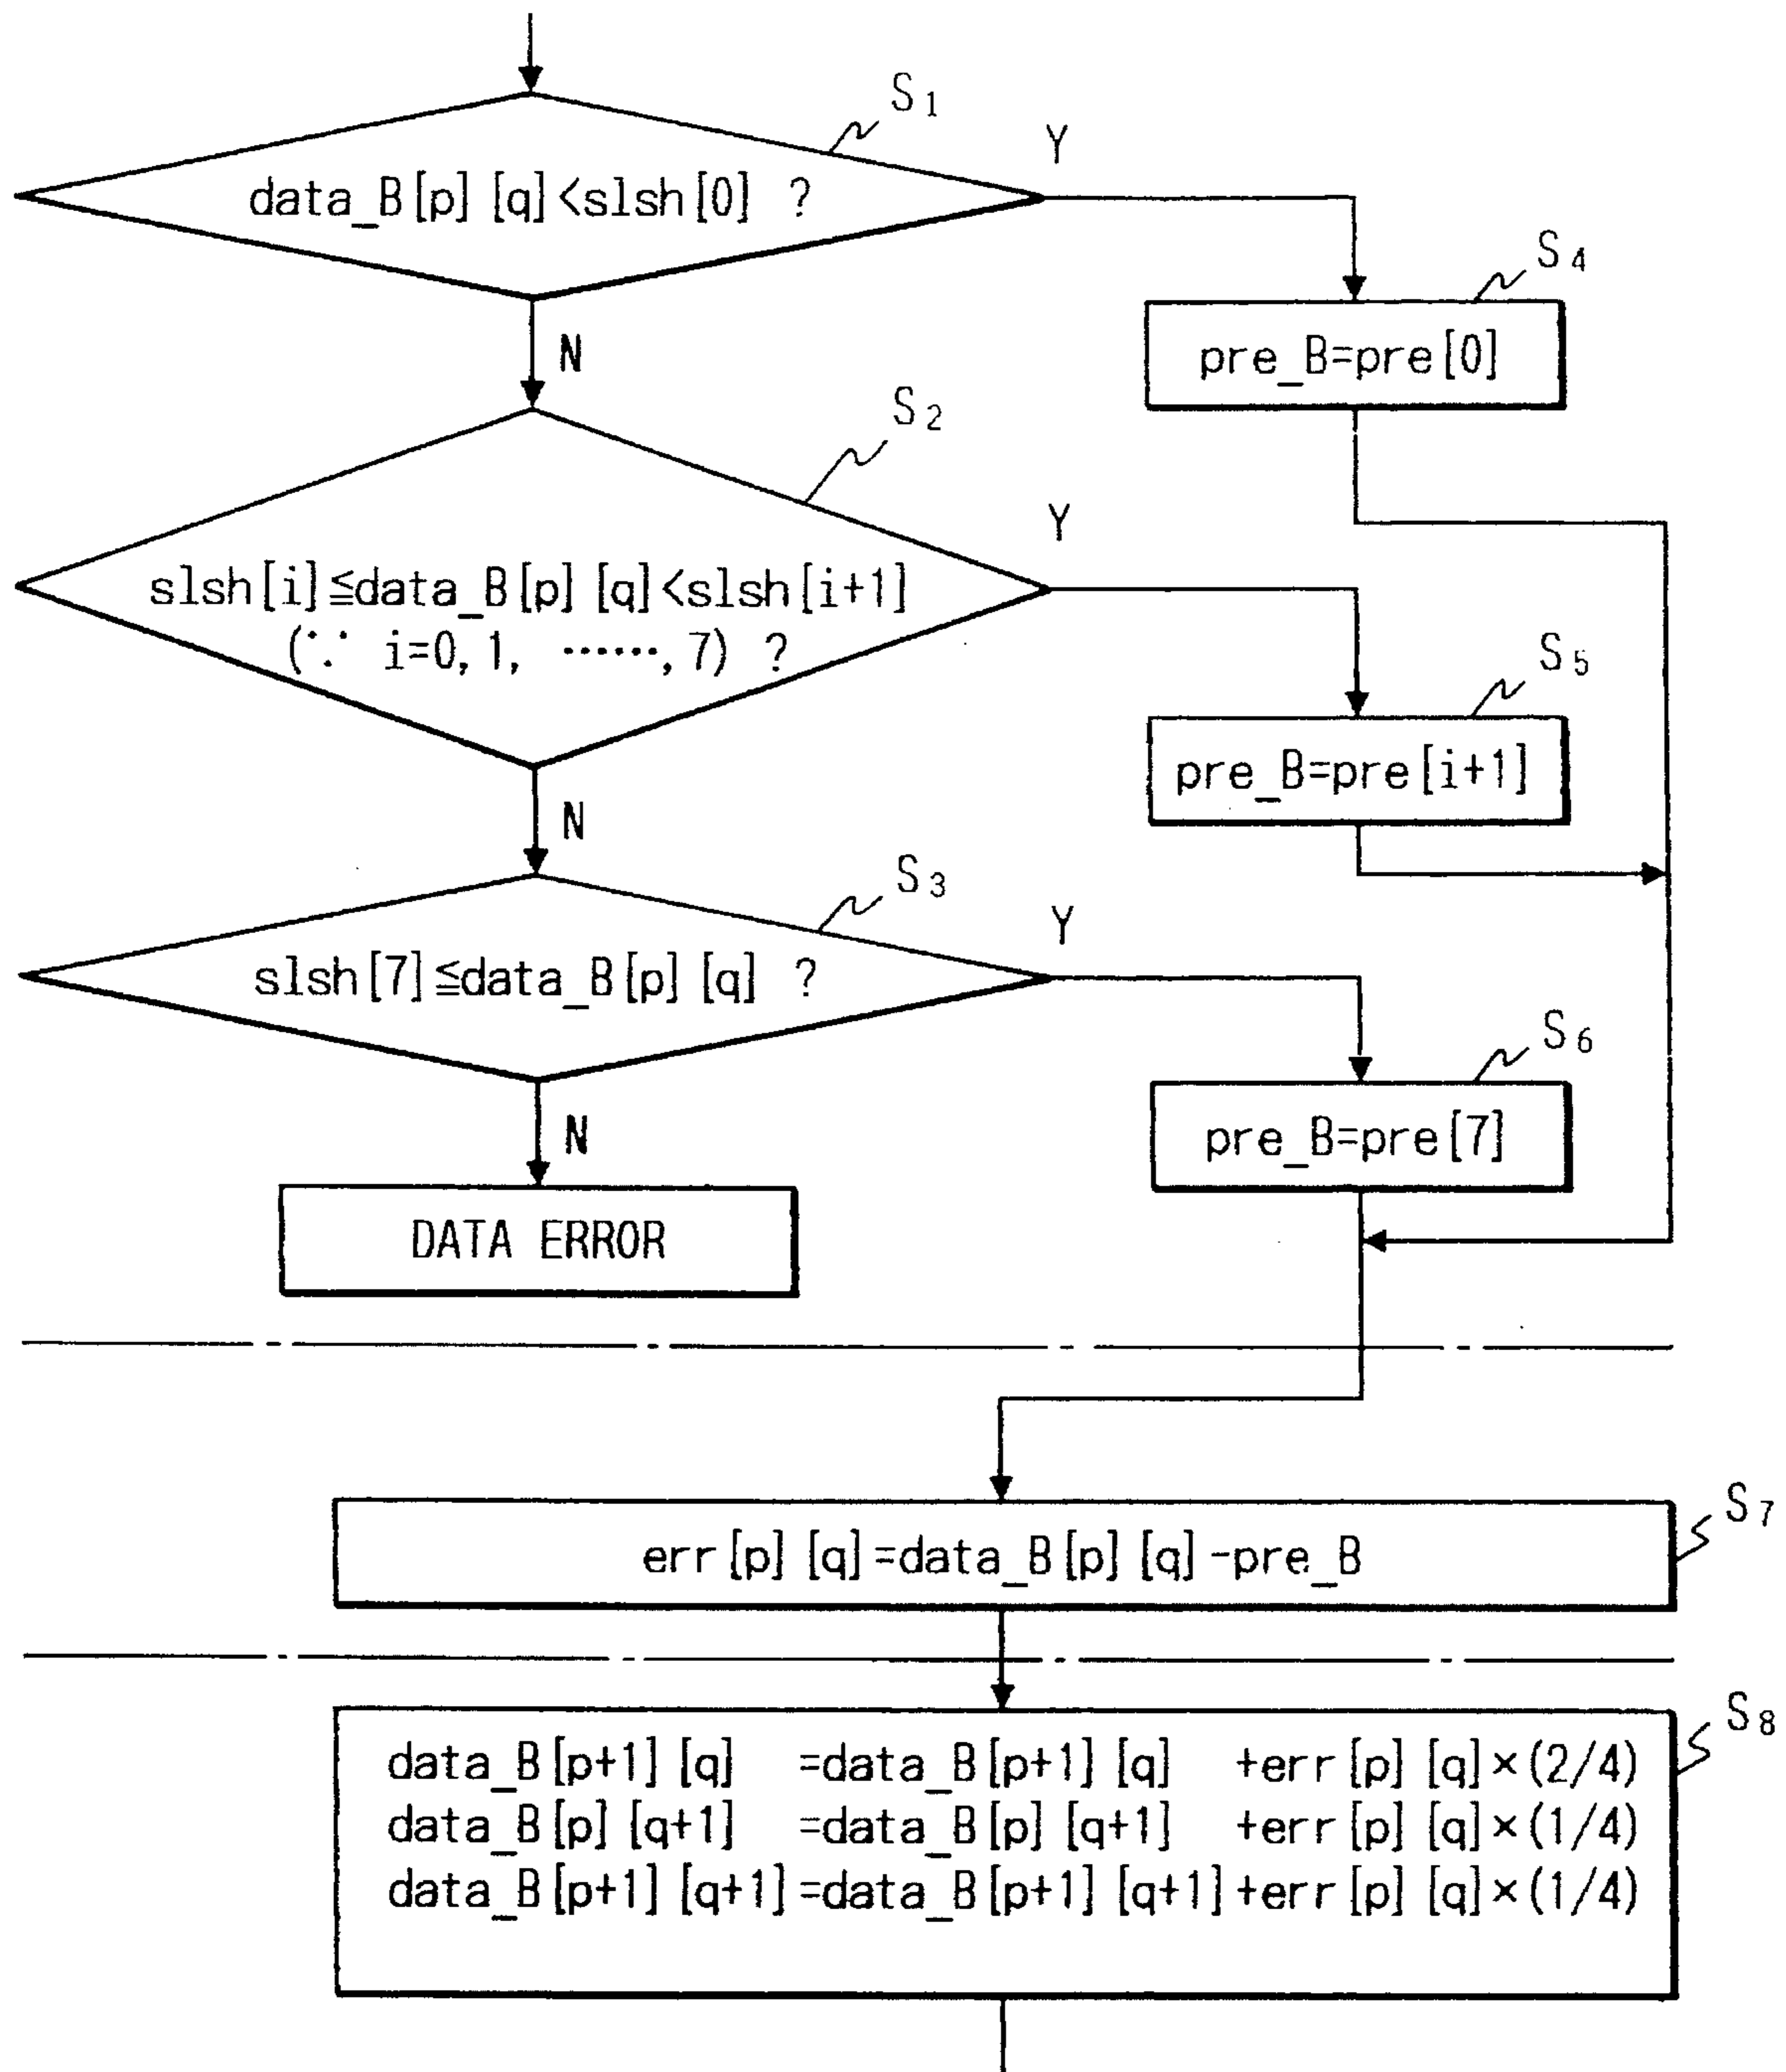 S1
data_B[p][q]<slsh[0] ?
Y
S4
pre_B=pre[0]
N
S2
Y
slsh[i]≦data_B[p][q]<slsh[i+1]
(∵ i=0, 1, ……, 7) ?
S5
pre_B=pre[i+1]
N
S3
Y
slsh[7]≦data_B[p][q] ?
S6
pre_B=pre[7]
N
DATA ERROR
S7
err[p][q]=data_B[p][q]-pre_B
S8
data_B[p+1][q] =data_B[p+1][q] +err[p][q]×(2/4)
data_B[p][q+1] =data_B[p][q+1] +err[p][q]×(1/4)
data_B[p+1][q+1]=data_B[p+1][q+1]+err[p][q]×(1/4)